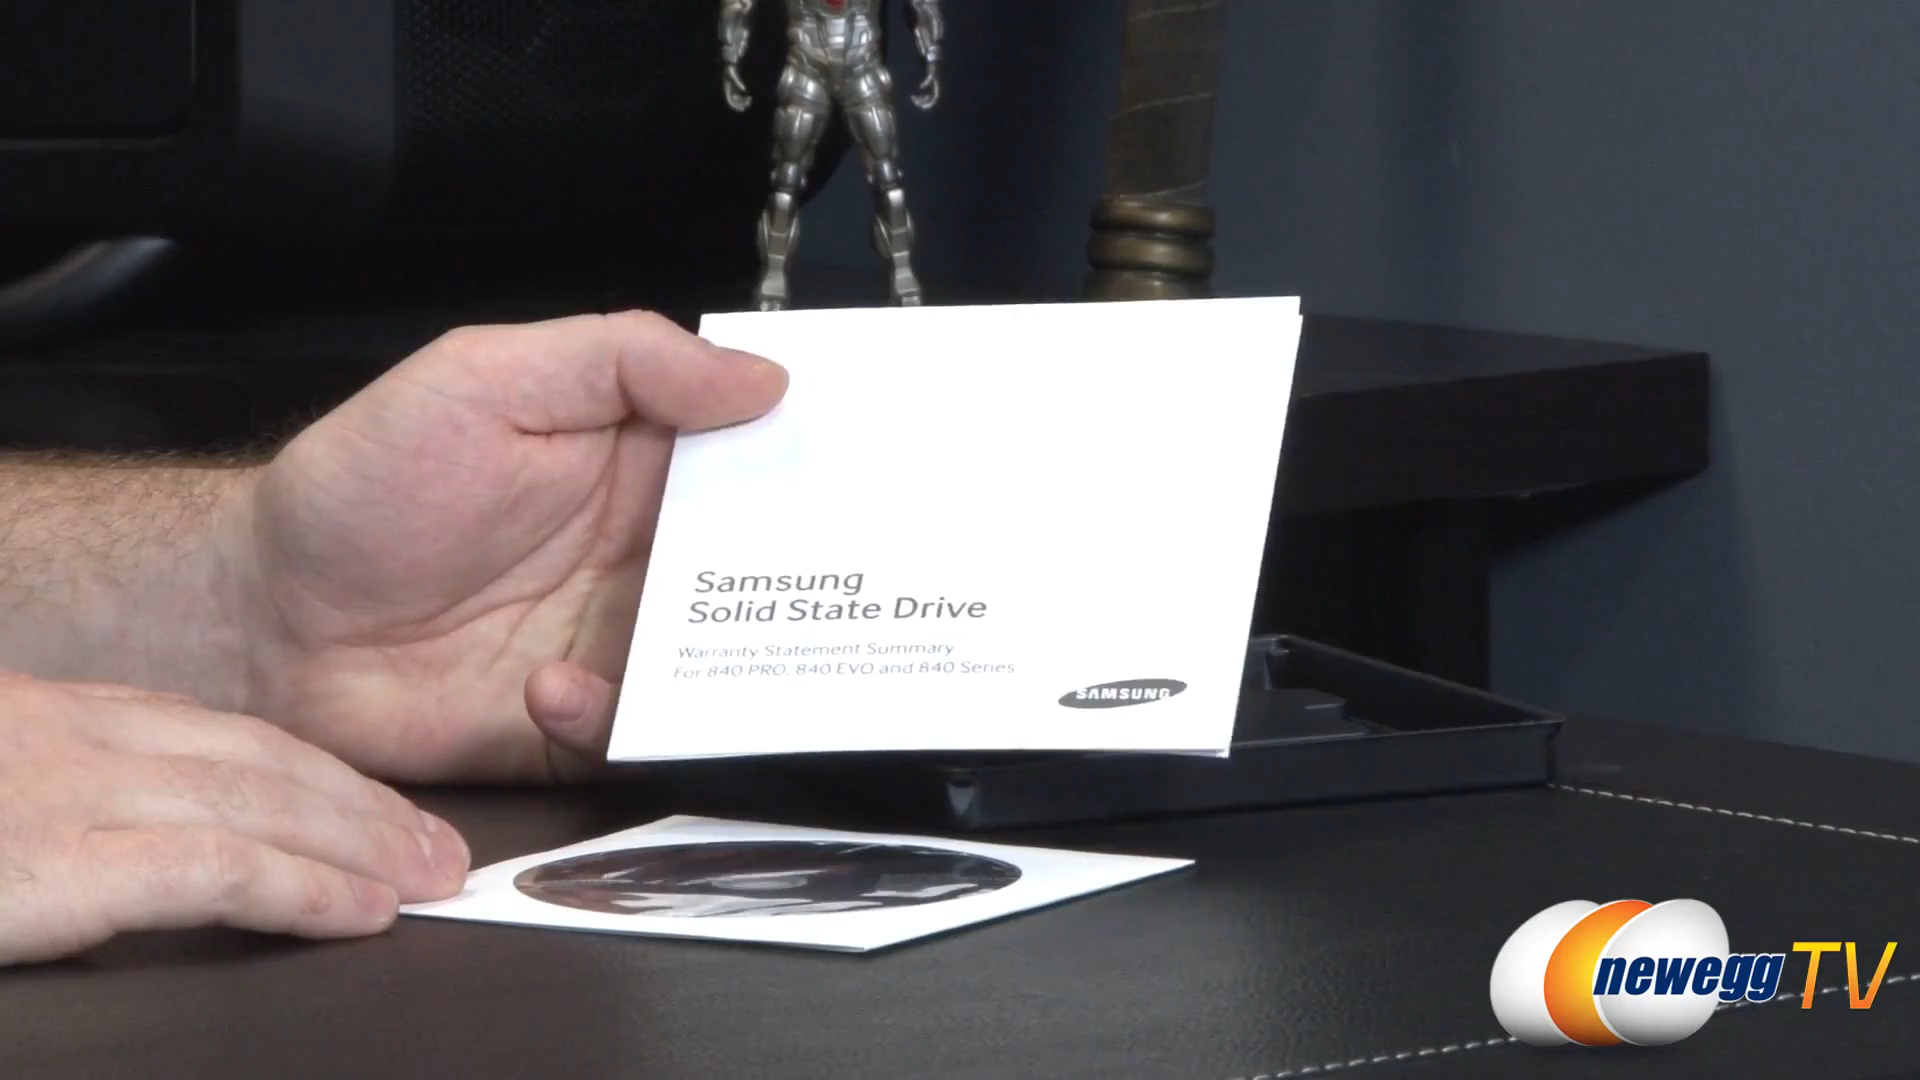 Samsung
Solid State Drive
Warranty Statement Summary
For 840 PRO, 840 EVO and 840 Series
SAMSUNG
newegg TV